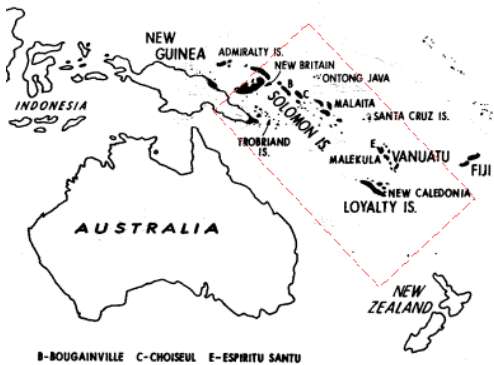 NEW
GUINEA
ADMIRALTY IS.
NEW BRITAIN
B
ONTONG JAVA
C
MALAITA
INDONESIA
SOLOMON IS.
SANTA CRUZ IS.
TROBRIAND
IS.
E
MALEKULA
VANUATU
FIJI
NEW CALEDONIA
LOYALTY IS.
AUSTRALIA
NEW
ZEALAND
B-BOUGAINVILLE C-CHOISEUL E-ESPIRITU SANTU